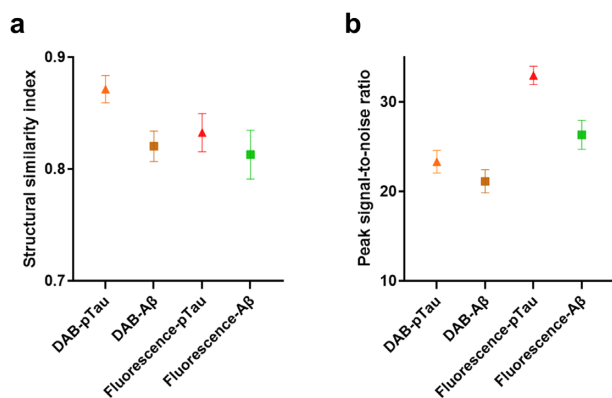 a
Structural similarity index
0.9
0.8
0.7
DAB-pTau
DAB-Aβ
Fluorescence-pTau
Fluorescence-Aβ
b
Peak signal-to-noise ratio
30
20
10
DAB-pTau
DAB-Aβ
Fluorescence-pTau
Fluorescence-Aβ